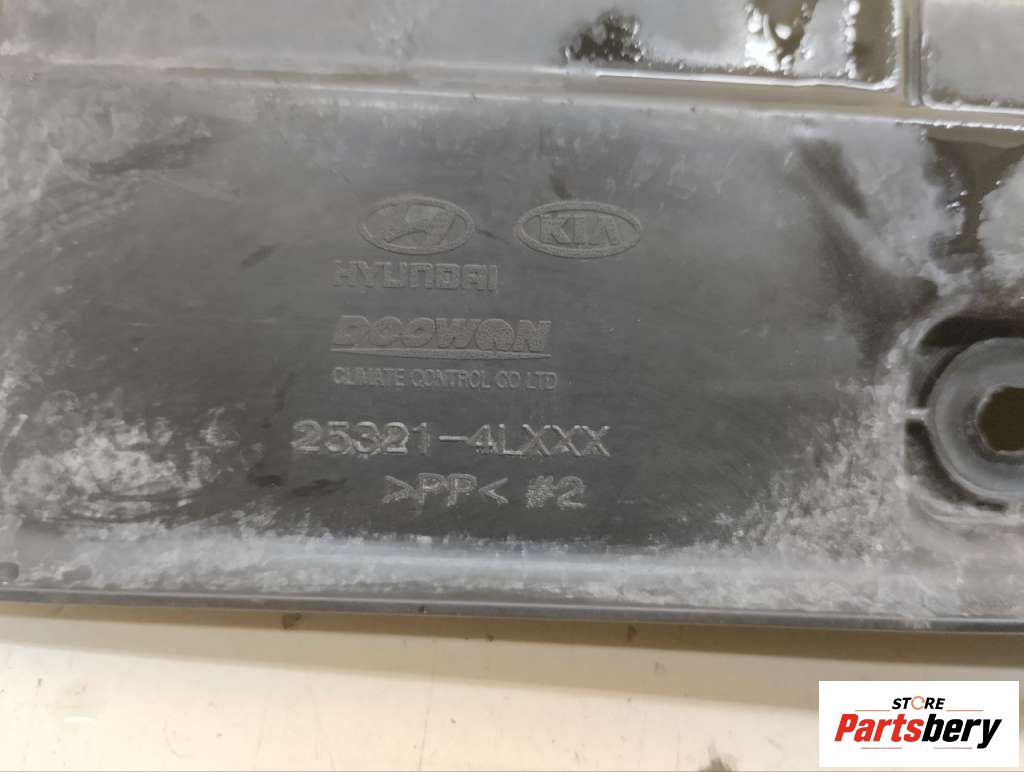 KIA
HYUNDAI
DOOWON
CLIMATE CONTROL CO LTD
25321-4LXXX
>PP< #2
STORE
Partsbery